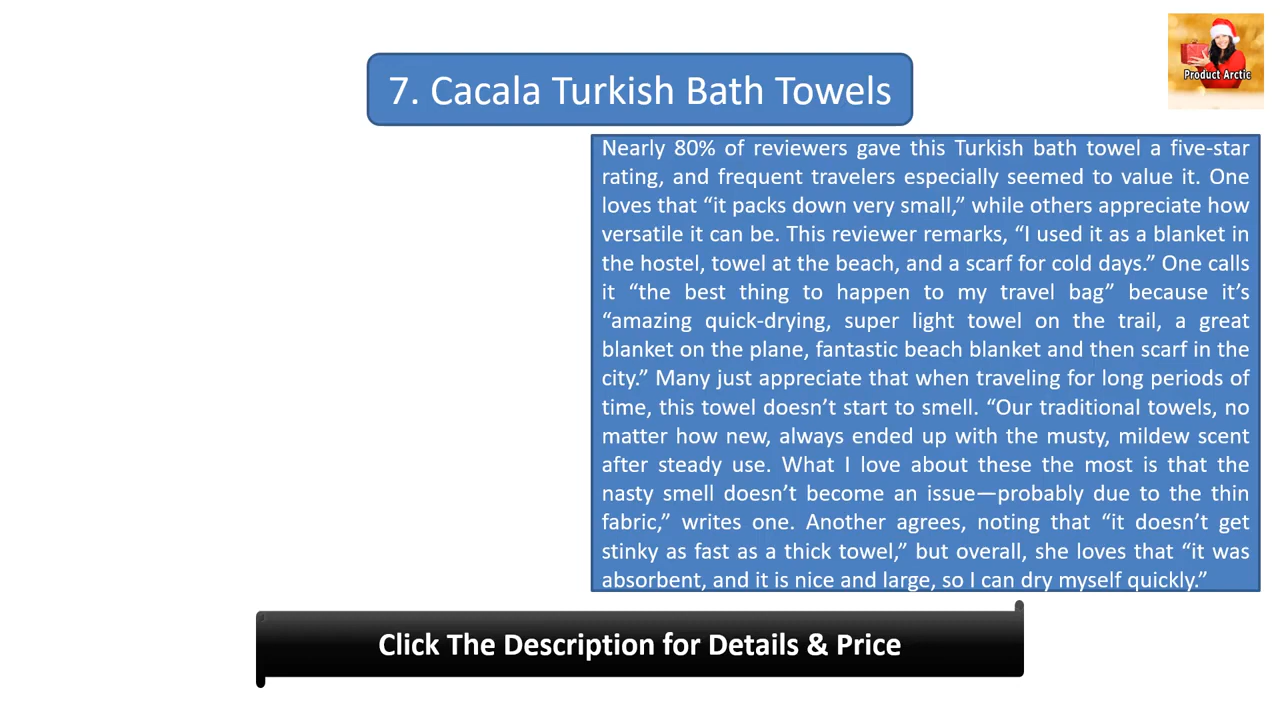 Product Arctic
7. Cacala Turkish Bath Towels
Nearly 80% of reviewers gave this Turkish bath towel a five-star
rating, and frequent travelers especially seemed to value it. One
loves that “it packs down very small,” while others appreciate how
versatile it can be. This reviewer remarks, “I used it as a blanket in
the hostel, towel at the beach, and a scarf for cold days.” One calls
it “the best thing to happen to my travel bag” because it’s
“amazing quick-drying, super light towel on the trail, a great
blanket on the plane, fantastic beach blanket and then scarf in the
city.” Many just appreciate that when traveling for long periods of
time, this towel doesn’t start to smell. “Our traditional towels, no
matter how new, always ended up with the musty, mildew scent
after steady use. What I love about these the most is that the
nasty smell doesn’t become an issue—probably due to the thin
fabric,” writes one. Another agrees, noting that “it doesn’t get
stinky as fast as a thick towel,” but overall, she loves that “it was
absorbent, and it is nice and large, so I can dry myself quickly.”
Click The Description for Details & Price